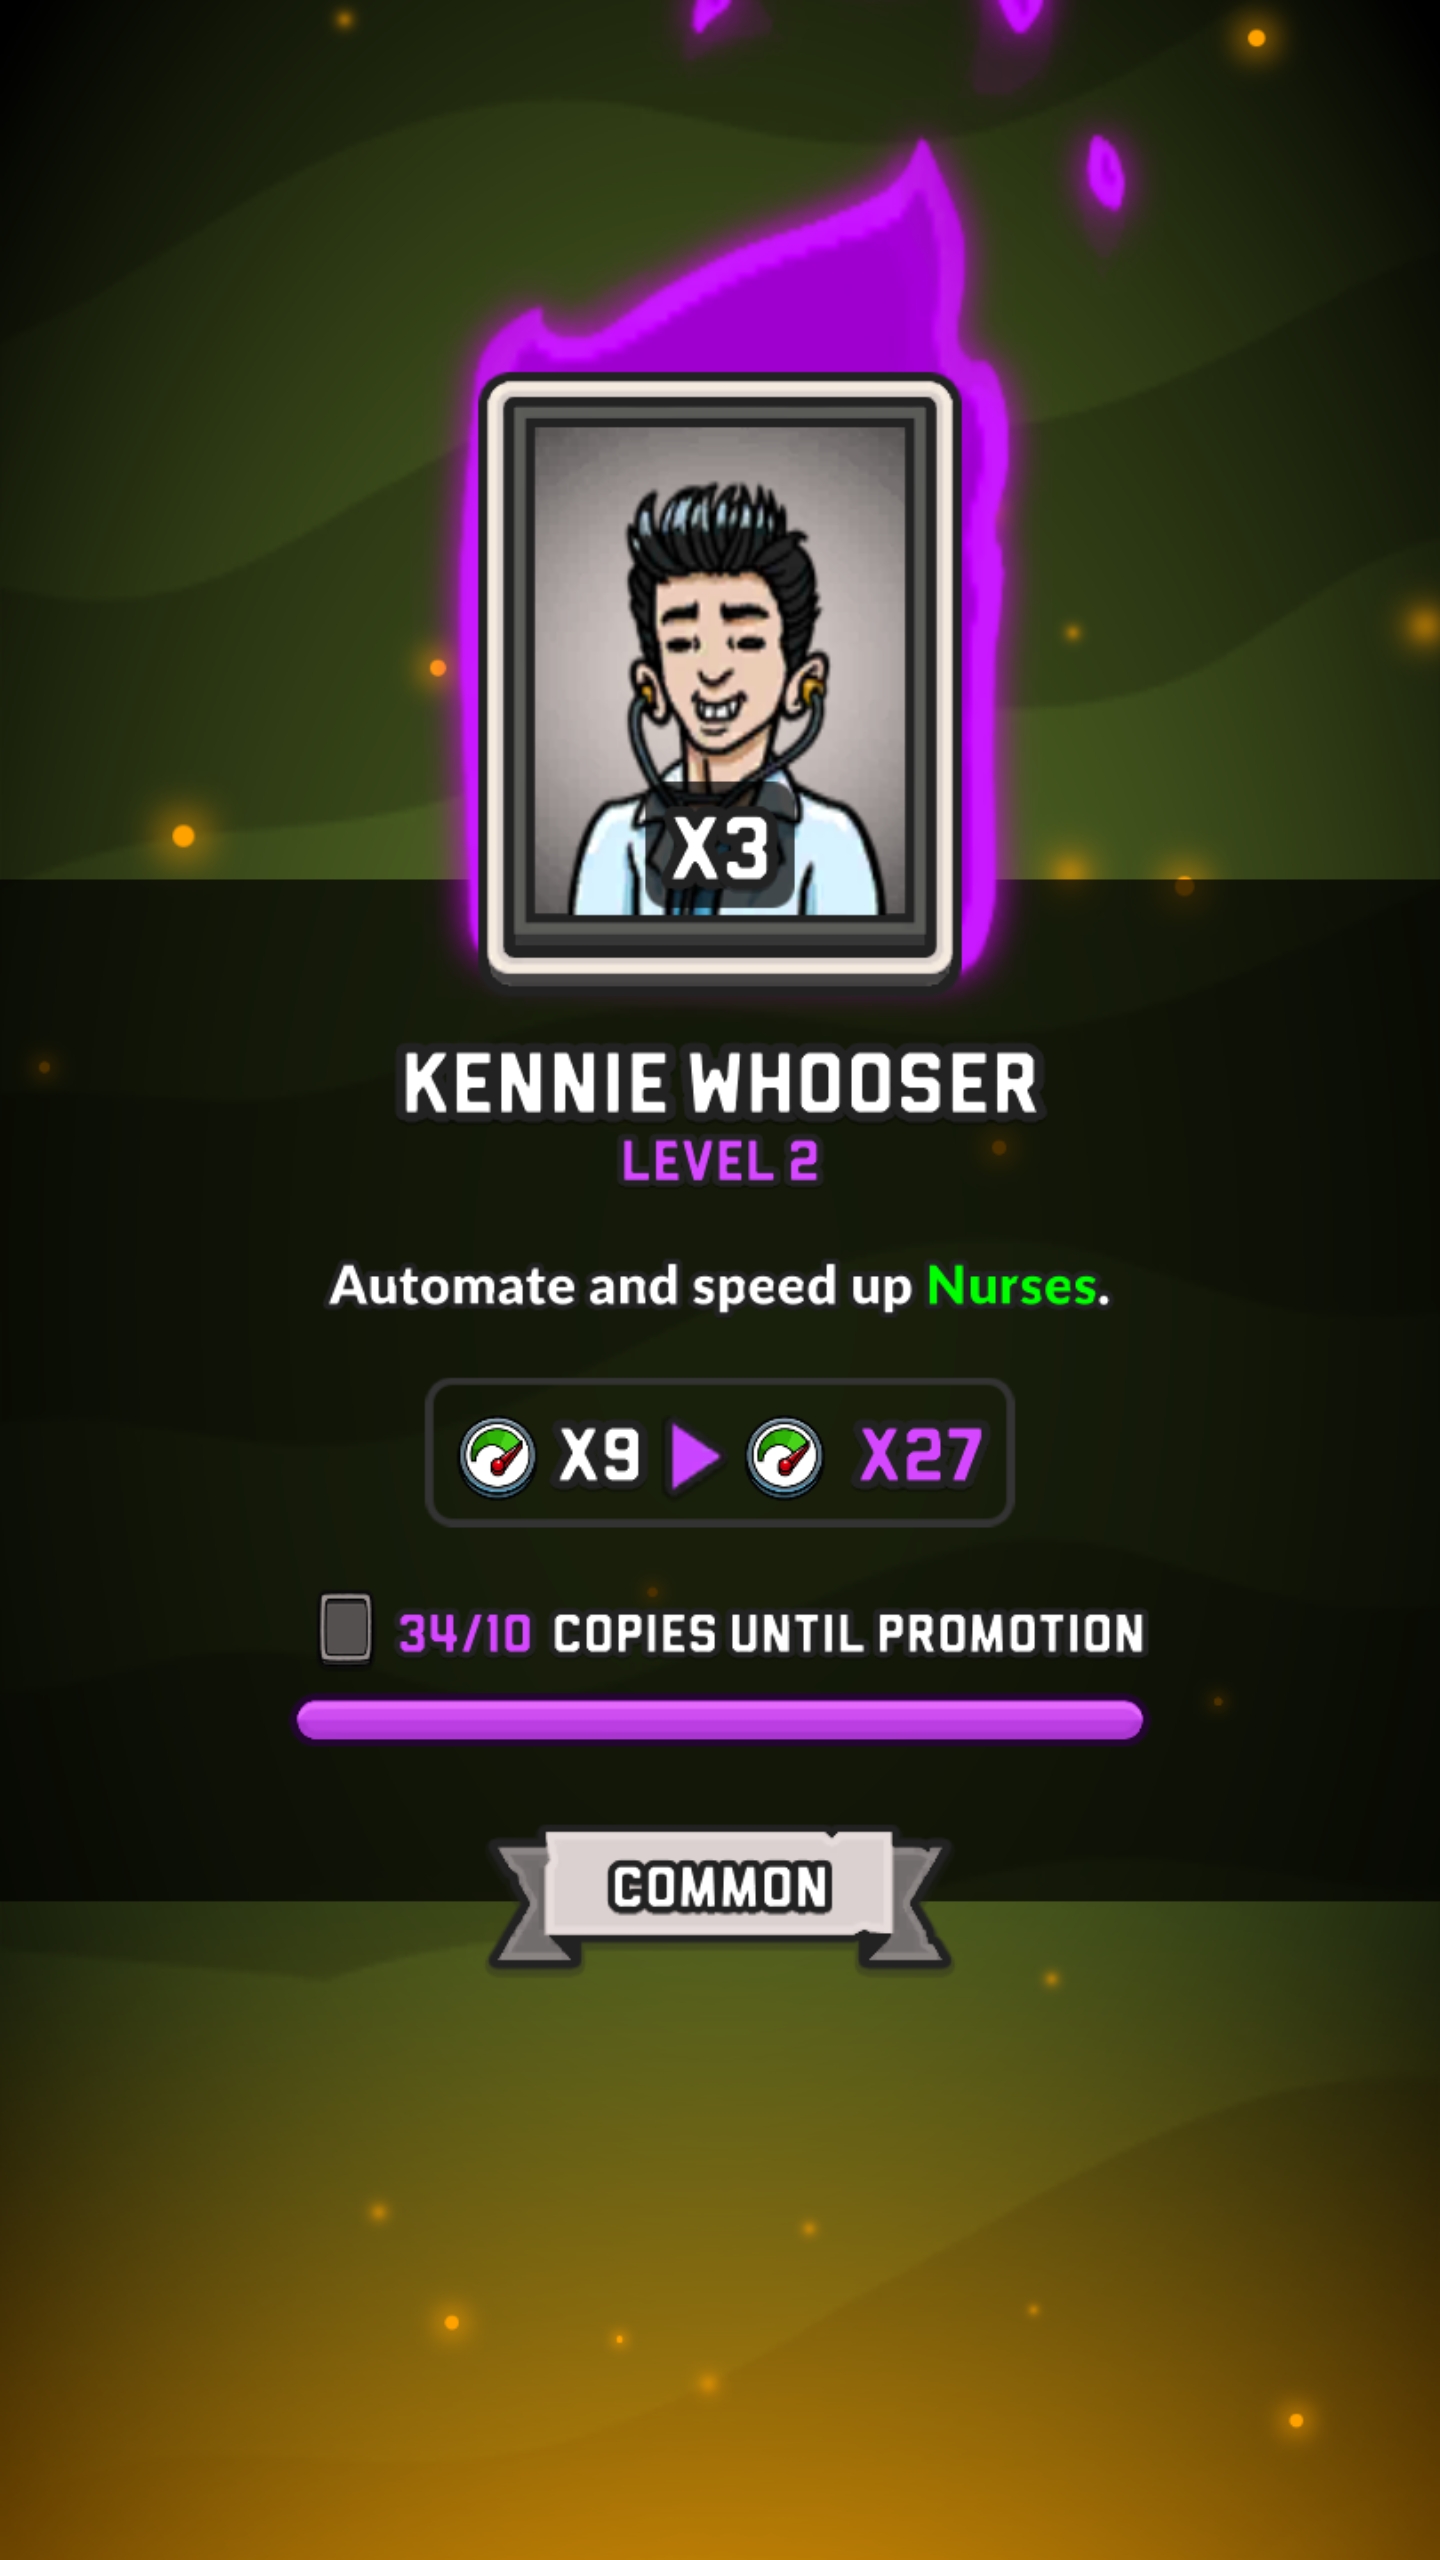 X3
KENNIE WHOOSER
LEVEL 2
Automate and speed up Nurses.
X9 X27
34/10 COPIES UNTIL PROMOTION
COMMON